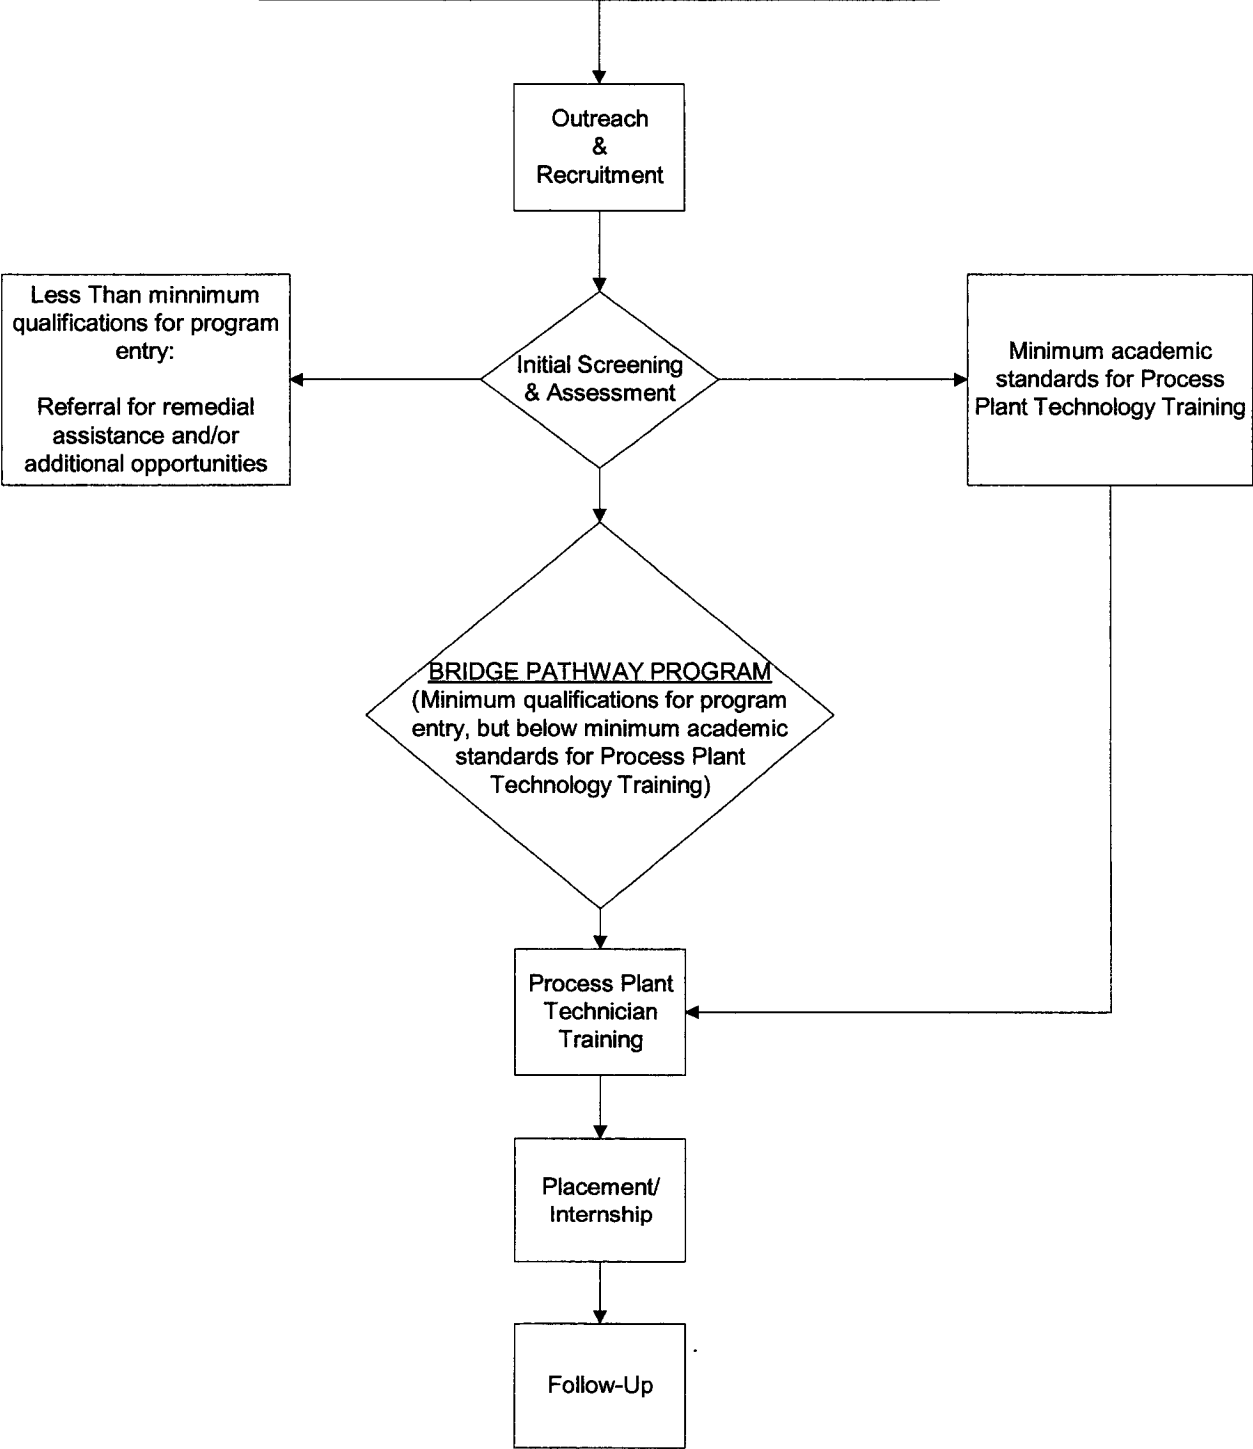 Outreach
&
Recruitment
Less Than minnimum
qualifications for program
entry:
Referral for remedial
assistance and/or
additional opportunities
Initial Screening
& Assessment
Minimum academic
standards for Process
Plant Technology Training
BRIDGE PATHWAY PROGRAM
(Minimum qualifications for program
entry, but below minimum academic
standards for Process Plant
Technology Training)
Process Plant
Technician
Training
Placement/
Internship
Follow-Up